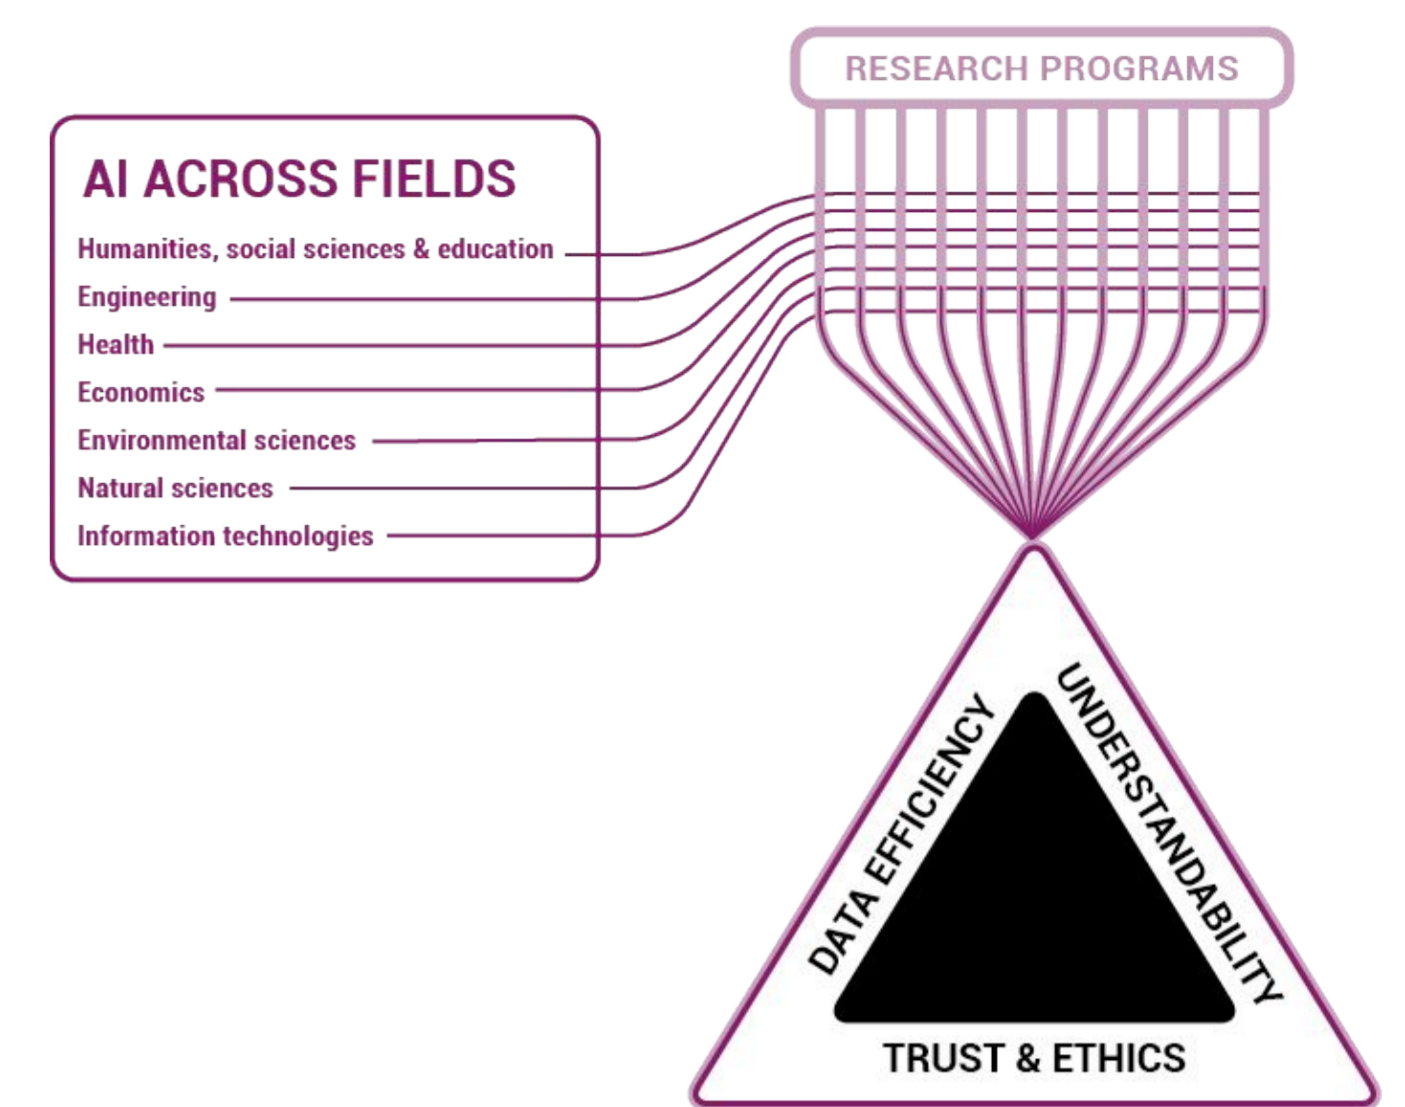 RESEARCH PROGRAMS
AI ACROSS FIELDS
Humanities, social sciences & education
Engineering
Health
Economics
Environmental sciences
Natural sciences
Information technologies
DATA EFFICIENCY
UNDERSTANDABILITY
TRUST & ETHICS